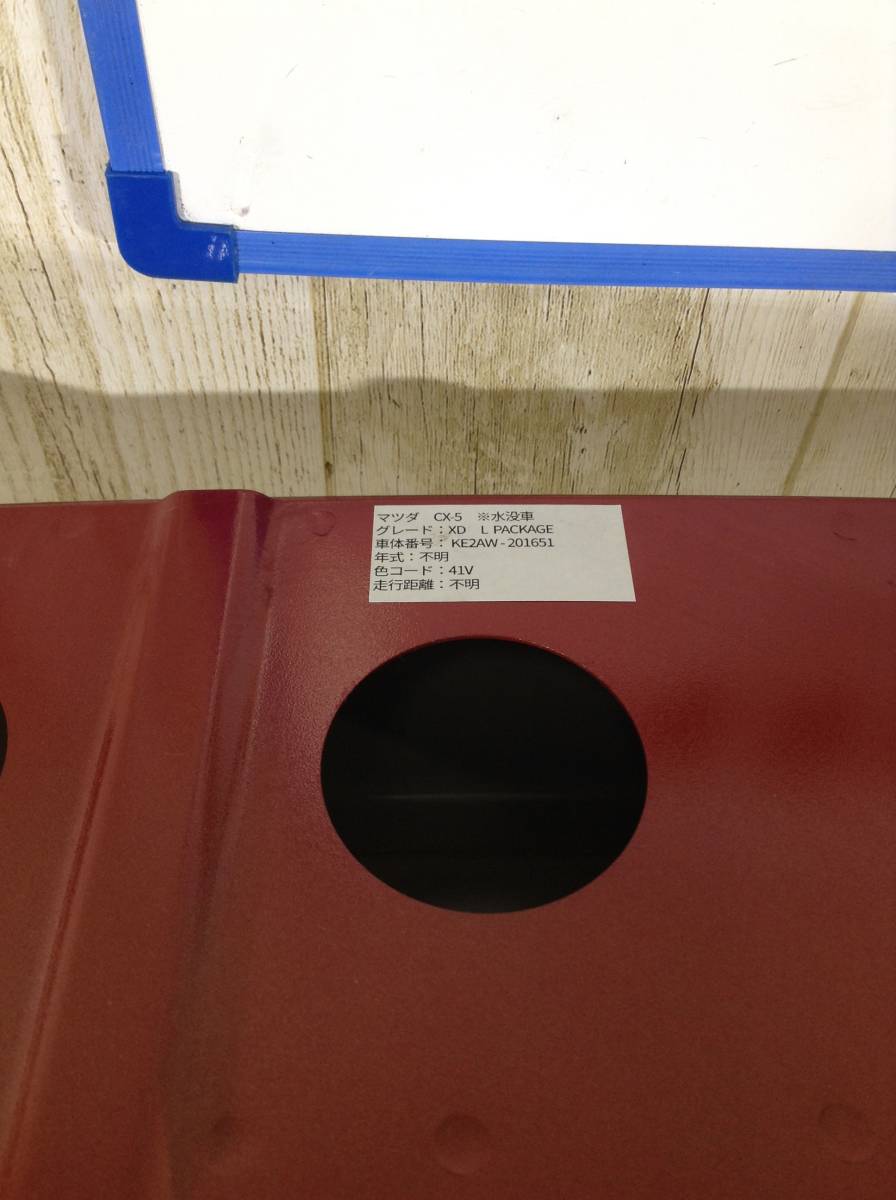 マツダ　CX-5　※水没車
グレード：XD　L PACKAGE
車体番号：KE2AW-201651
年式：不明
色コード：41V
走行距離：不明